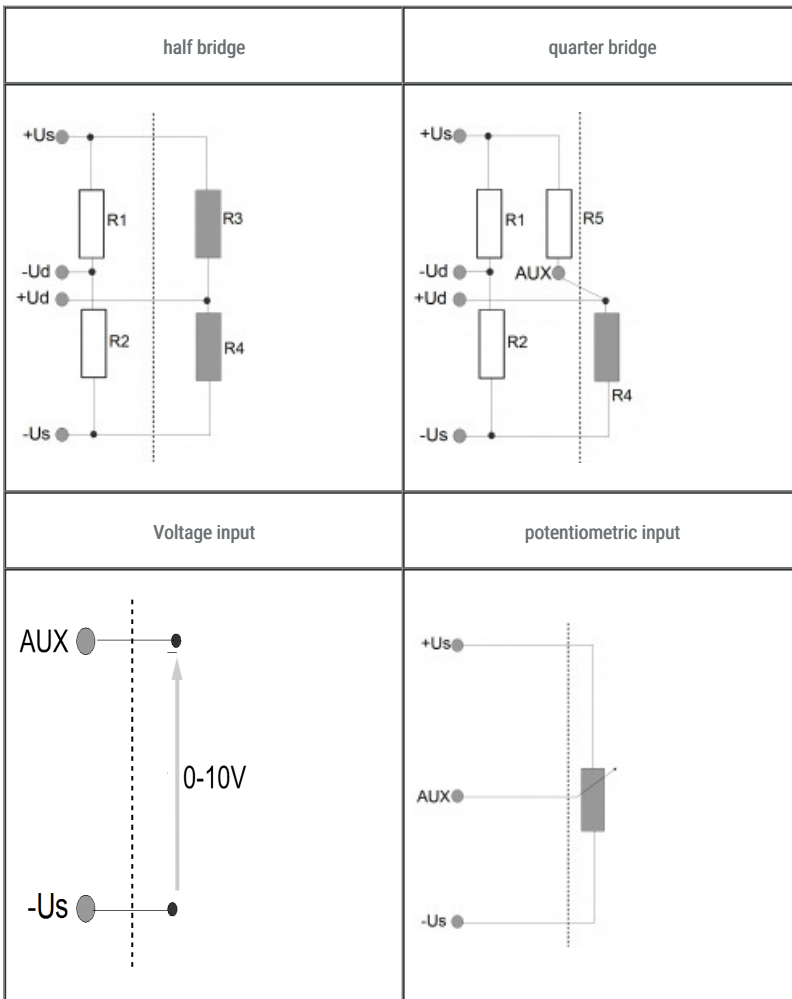 half bridge
quarter bridge
+Us
R1
R3
-Ud
+Ud
R2
R4
-Us
+Us
R1
R5
-Ud
AUX
+Ud
R2
R4
-Us
Voltage input
potentiometric input
AUX
0-10V
-Us
+Us
AUX
-Us